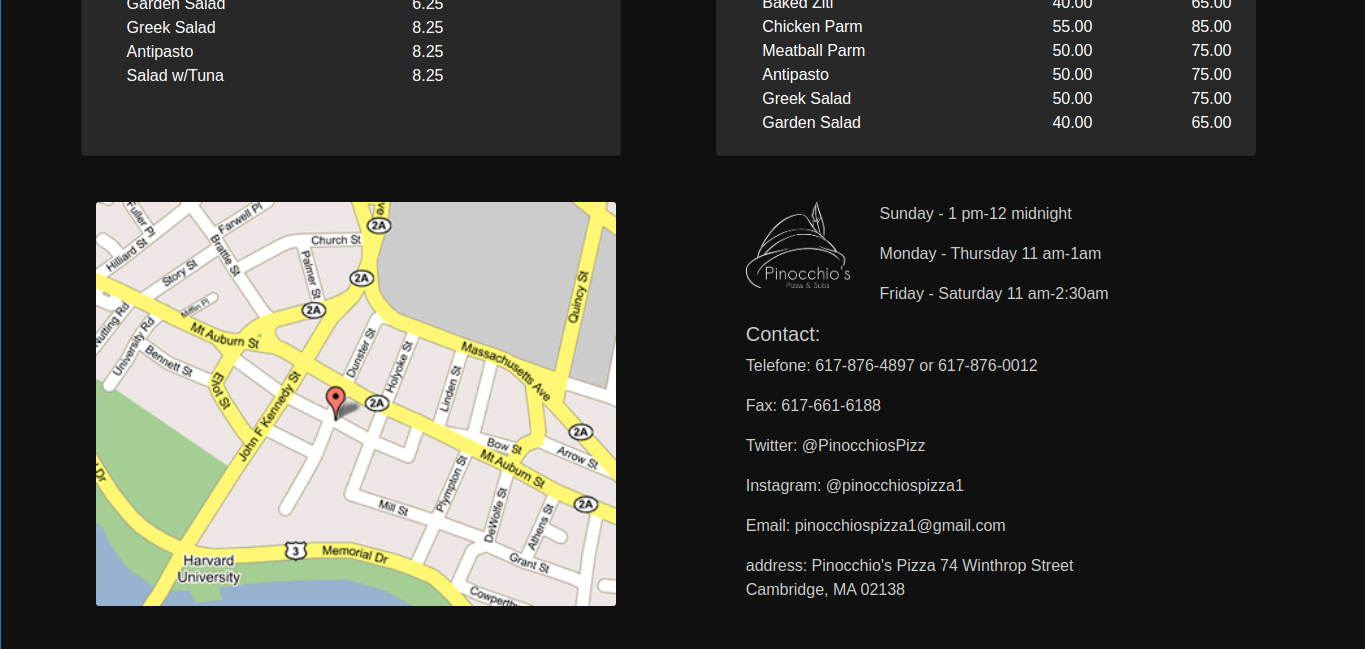 Garden Salad 6.25
Greek Salad 8.25
Antipasto 8.25
Salad w/Tuna 8.25
Baked Ziti 40.00 65.00
Chicken Parm 55.00 85.00
Meatball Parm 50.00 75.00
Antipasto 50.00 75.00
Greek Salad 50.00 75.00
Garden Salad 40.00 65.00
Fuller Pl
Farwell Pl
Ave
2A
Hilliard St
Brattle St
Church St
Story St
Palmer St
2A
Quincy St
Mifflin Pl
2A
Nutting Rd
University Rd
Mt Auburn St
Bennett St
Dunster St
Holyoke St
Massachusetts Ave
Eliot St
John F Kennedy St
Linden St
2A
2A
Bow St
Arrow St
Mt Auburn St
Dr
Plympton St
DeWolfe St
2A
Mill St
Athens St
3
Memorial Dr
Grant St
Harvard
University
Cowperth
Pinocchio's
Pizza & Subs
Sunday - 1 pm-12 midnight
Monday - Thursday 11 am-1am
Friday - Saturday 11 am-2:30am
Contact:
Telefone: 617-876-4897 or 617-876-0012
Fax: 617-661-6188
Twitter: @PinocchiosPizz
Instagram: @pinocchiospizza1
Email: pinocchiospizza1@gmail.com
address: Pinocchio's Pizza 74 Winthrop Street
Cambridge, MA 02138